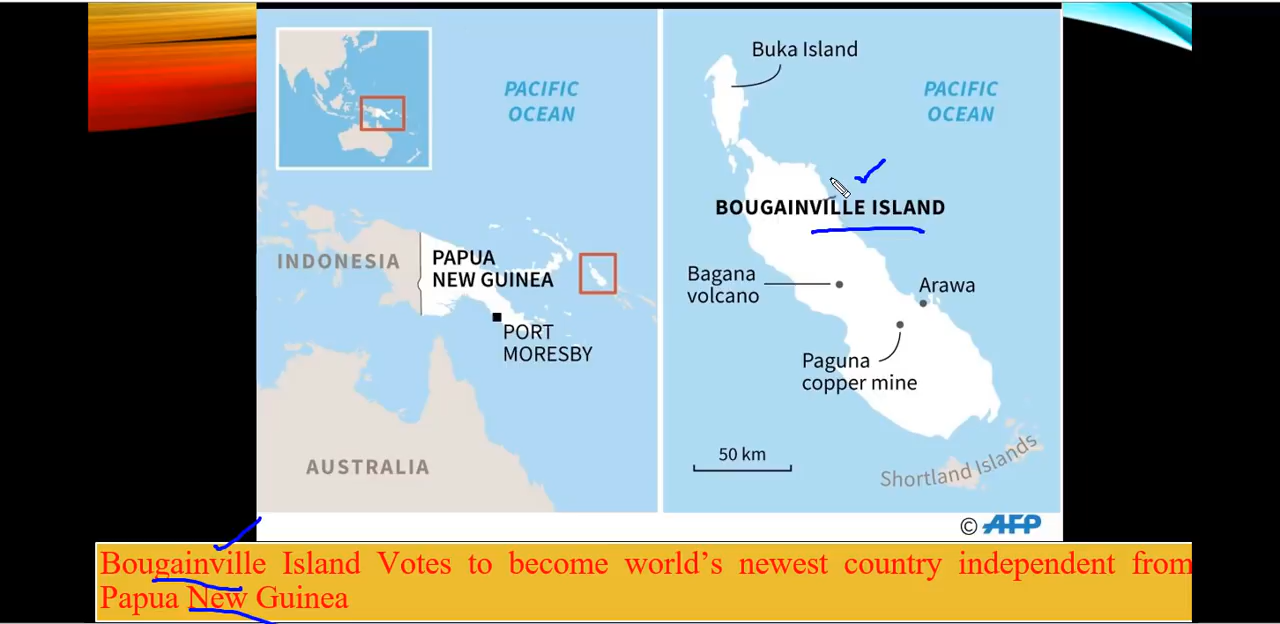 PACIFIC
OCEAN
INDONESIA
PAPUA
NEW GUINEA
PORT
MORESBY
AUSTRALIA
Buka Island
PACIFIC
OCEAN
BOUGAINVILLE ISLAND
Bagana
volcano
Arawa
Paguna
copper mine
50 km
Shortland Islands
© AFP
Bougainville Island Votes to become world's newest country independent from
Papua New Guinea